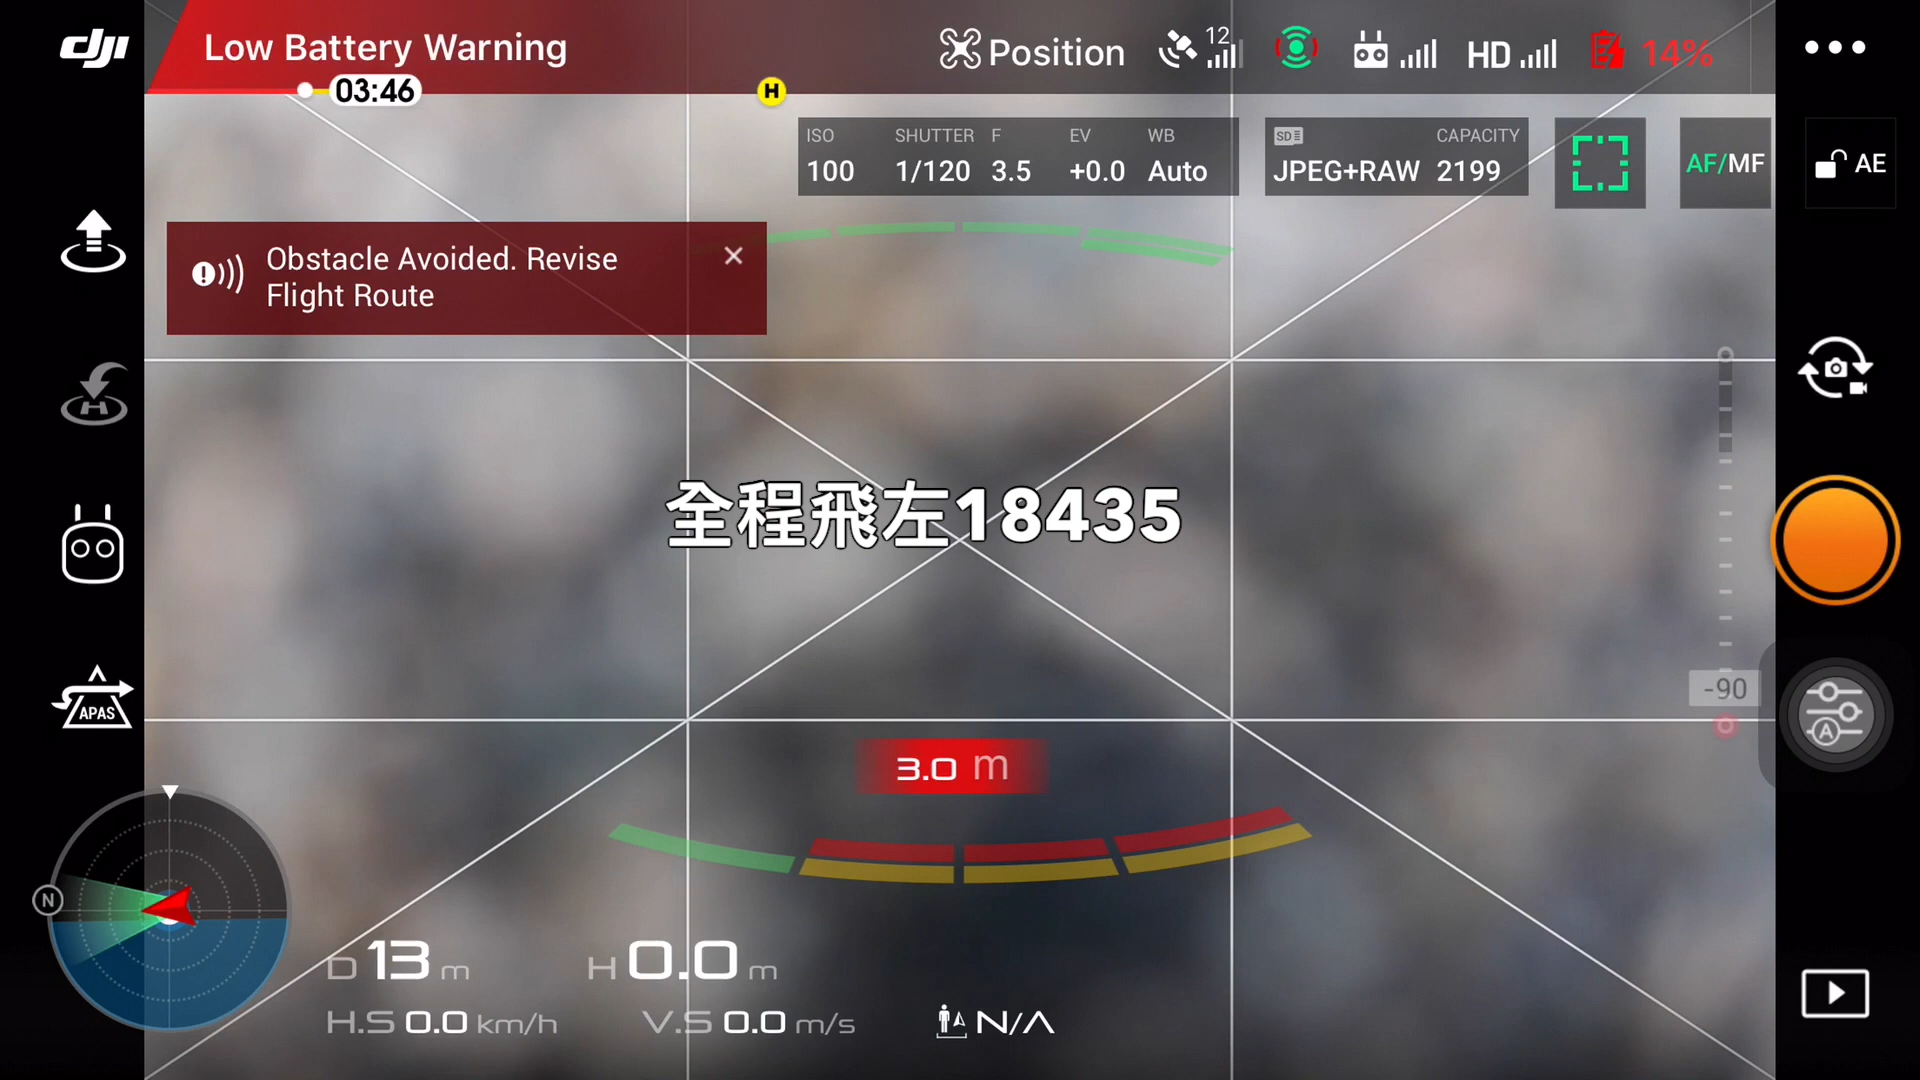 dji
Low Battery Warning
Position
12
HD
14%
03:46
H
ISO
100
SHUTTER
1/120
F
3.5
EV
+0.0
WB
Auto
SD
JPEG+RAW
CAPACITY
2199
AF/MF
AE
Obstacle Avoided. Revise
Flight Route
H
全程飛左18435
APAS
-90
A
3.0 m
N
D 13 m
H 0.0 m
H.S 0.0 km/h
V.S 0.0 m/s
N/A